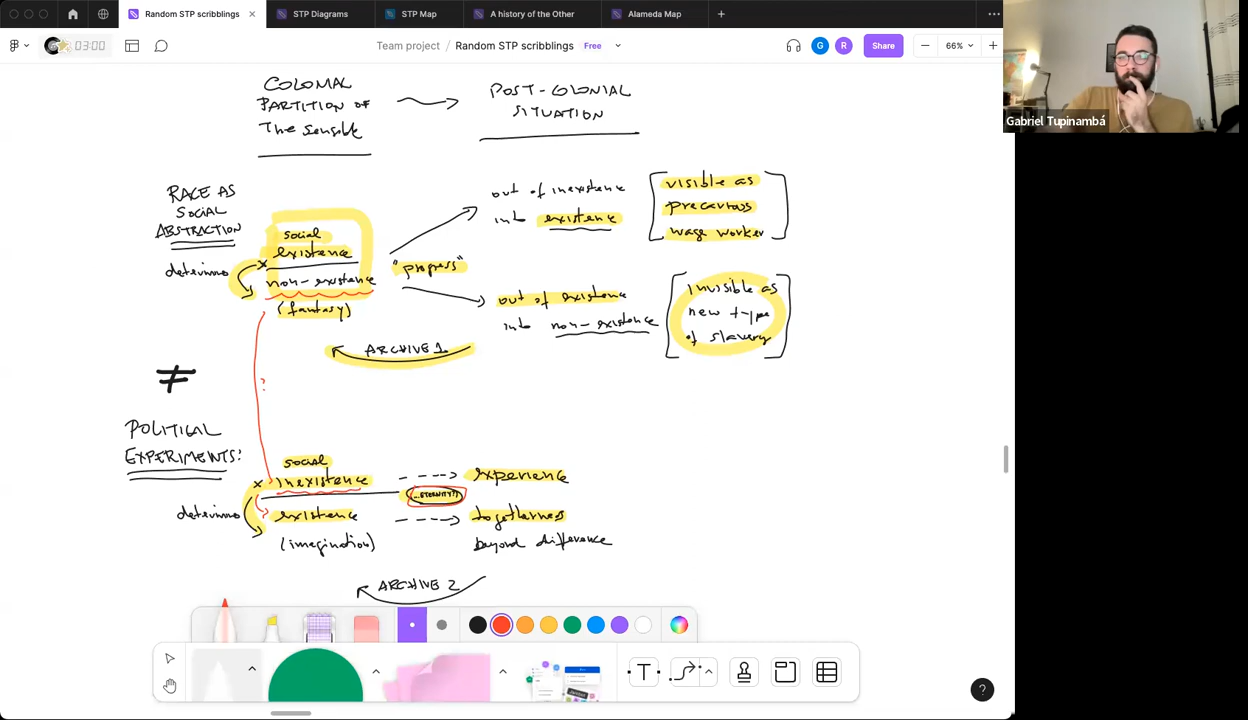 Random STP scribblings
STP Diagrams
STP Map
A history of the Other
Alameda Map
03:00
Team project / Random STP scribblings Free
G R Share 66%
Gabriel Tupinambá
COLONIAL
PARTITION OF
The Sensible
POST-COLONIAL
SITUATION
RACE AS
SOCIAL
ABSTRACTION
determines
social
existence
non-existence
(fantasy)
"progress"
out of inexistence
into existence
visible as
precarious
wage worker
out of existence
into non-existence
invisible as
new type
of slavery
ARCHIVE 1
?
≠
POLITICAL
EXPERIMENTS:
determines
social
inexistence
existence
(imagination)
...ETERNITY?)
experience
togetherness
beyond difference
ARCHIVE 2
T
?